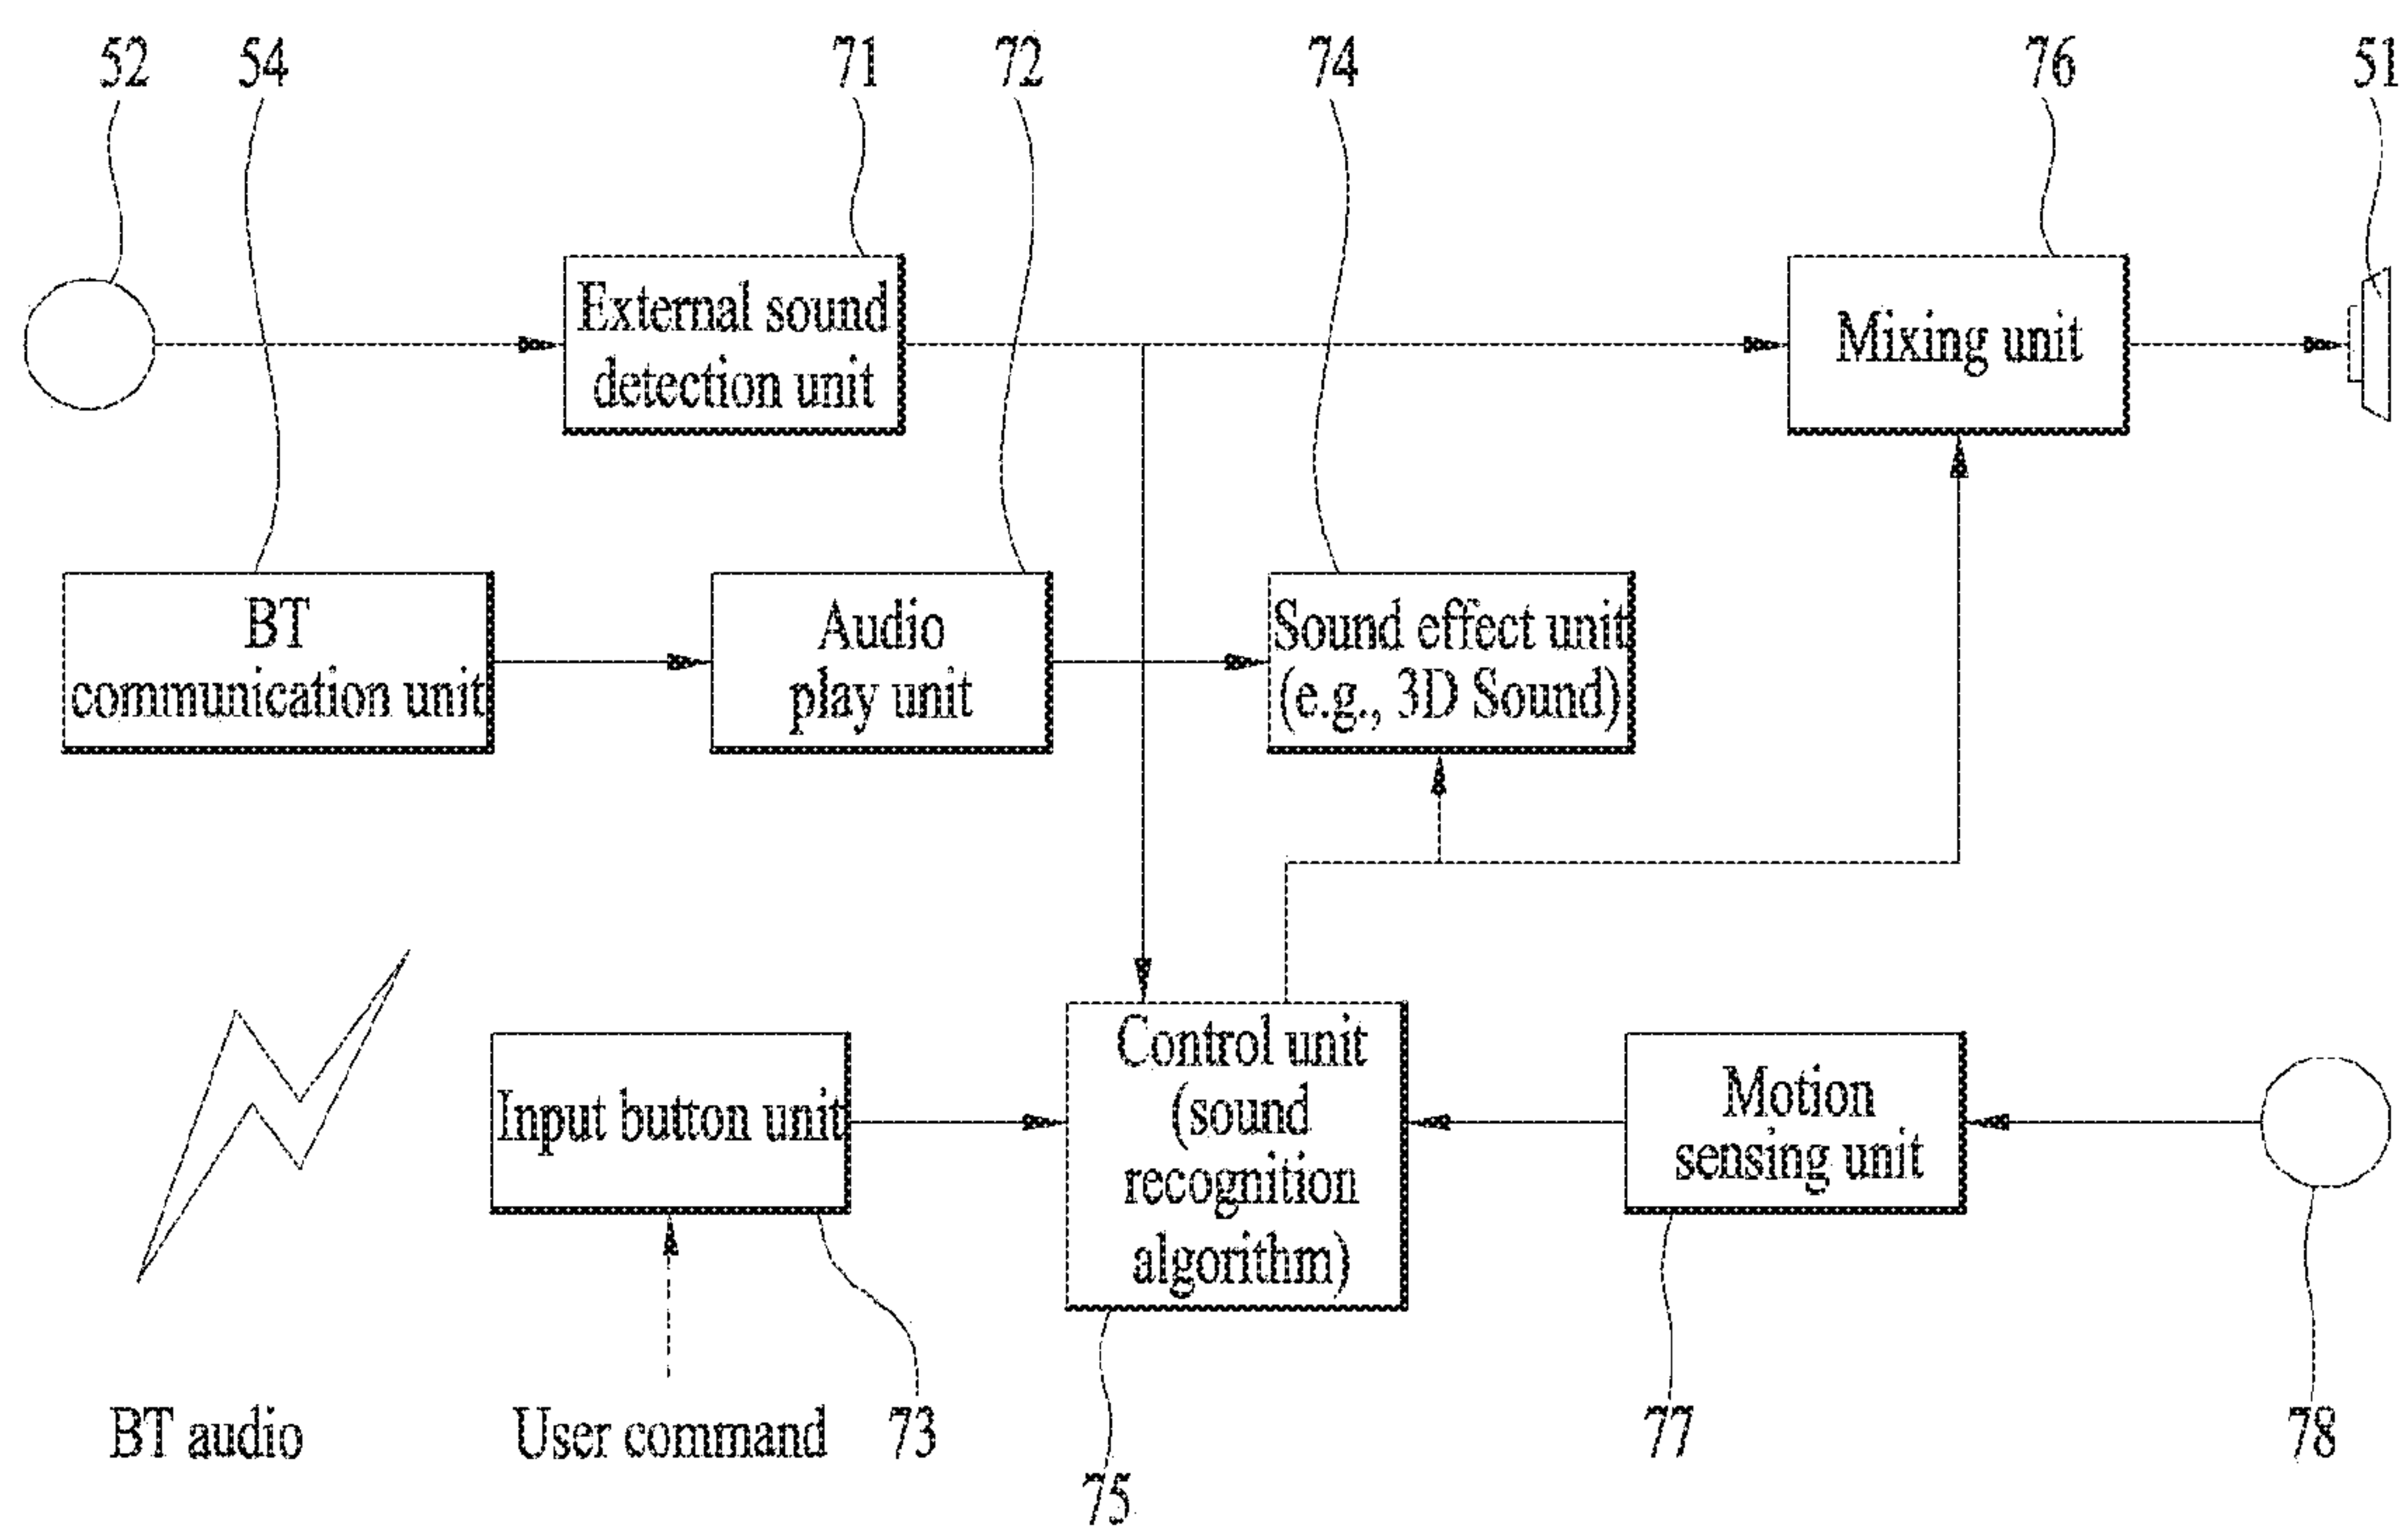 52
54
71
72
74
76
51
External sound
detection unit
Mixing unit
BT
communication unit
Audio
play unit
Sound effect unit
(e.g., 3D Sound)
Input button unit
Control unit
(sound
recognition
algorithm)
Motion
sensing unit
BT audio
User command
73
75
77
78